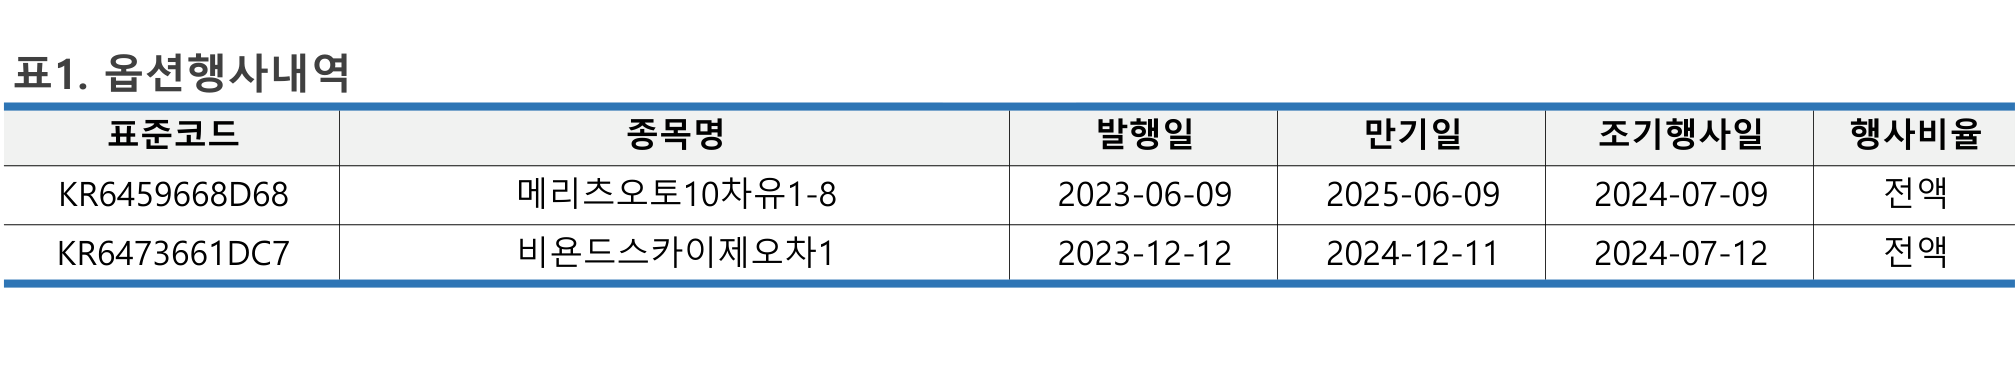 표1. 옵션행사내역
표준코드 종목명 발행일 만기일 조기행사일 행사비율
KR6459668D68 메리츠오토10차유1-8 2023-06-09 2025-06-09 2024-07-09 전액
KR6473661DC7 비욘드스카이제오차1 2023-12-12 2024-12-11 2024-07-12 전액